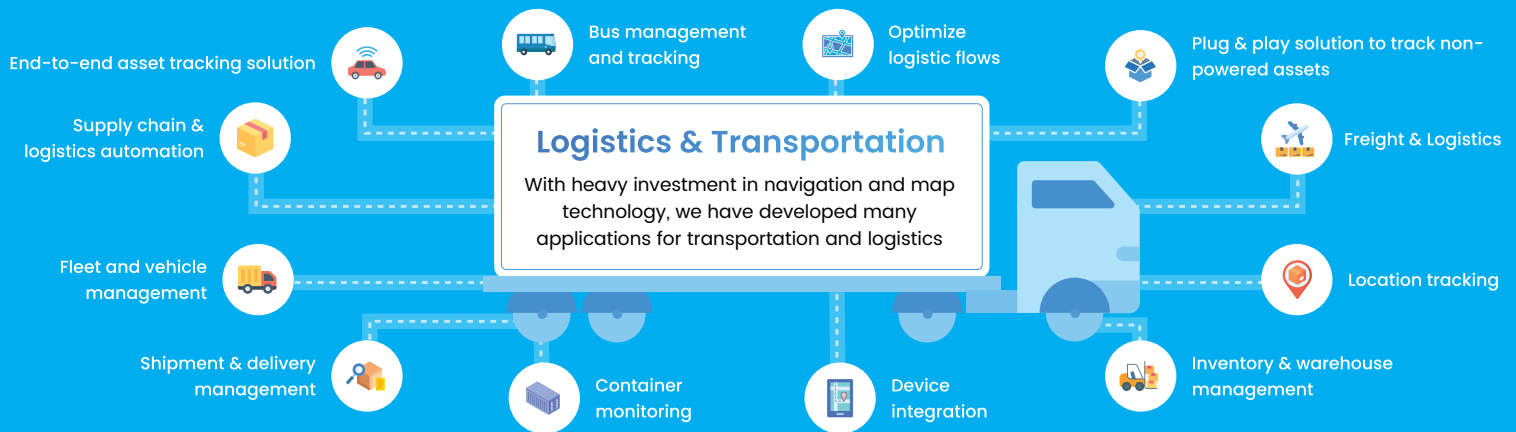 End-to-end asset tracking solution
Bus management
and tracking
Optimize
logistic flows
Plug & play solution to track non-
powered assets
Supply chain &
logistics automation
Logistics & Transportation
With heavy investment in navigation and map
technology, we have developed many
applications for transportation and logistics
Freight & Logistics
Fleet and vehicle
management
Location tracking
Shipment & delivery
management
Container
monitoring
Device
integration
Inventory & warehouse
management